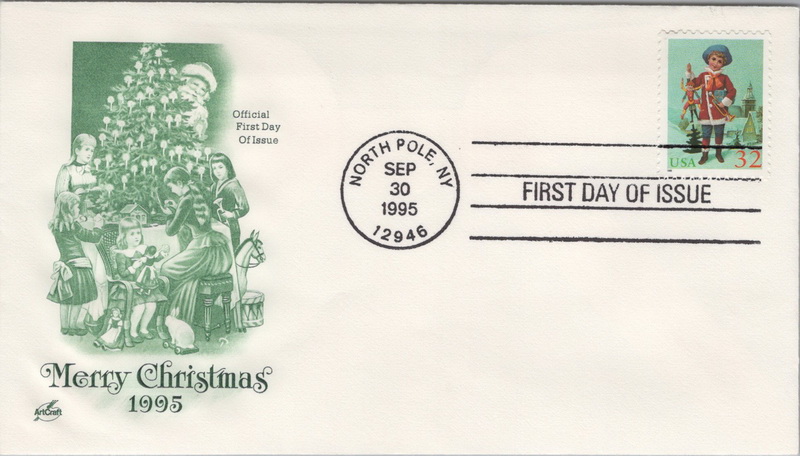 Official
First Day
Of Issue
Merry Christmas
1995
ArtCraft
NORTH POLE, NY
SEP
30
1995
12946
FIRST DAY OF ISSUE
USA 32